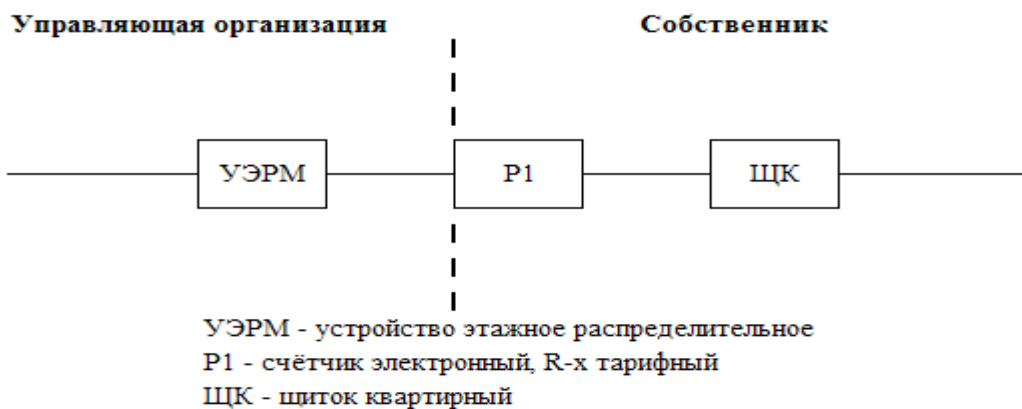 Управляющая организация
Собственник
УЭРМ
Р1
ЩК
УЭРМ - устройство этажное распределительное
Р1 - счётчик электронный, R-х тарифный
ЩК - щиток квартирный